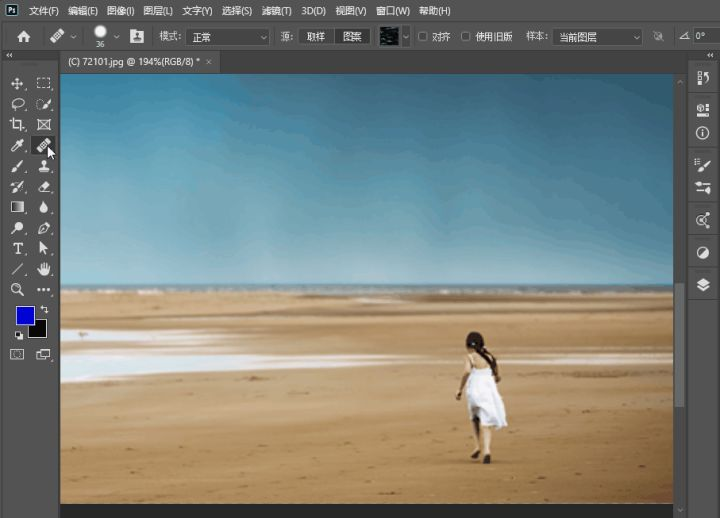 Ps 文件(F) 编辑(E) 图像(I) 图层(L) 文字(Y) 选择(S) 滤镜(T) 3D(D) 视图(V) 窗口(W) 帮助(H)
36 模式: 正常 源: 取样 图案 对齐 使用旧版 样本: 当前图层 0°
(C) 72101.jpg @ 194%(RGB/8) * ×